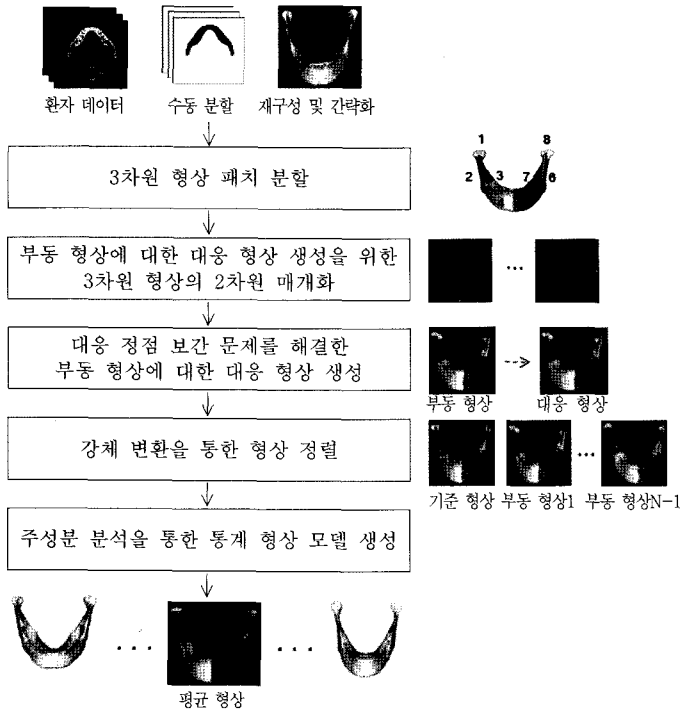 환자 데이터 수동 분할 재구성 및 간략화
3차원 형상 패치 분할
1 8
2 3 7 6
부동 형상에 대한 대응 형상 생성을 위한
3차원 형상의 2차원 매개화
...
대응 정점 보간 문제를 해결한
부동 형상에 대한 대응 형상 생성
부동 형상 대응 형상
강체 변환을 통한 형상 정렬
...
기준 형상 부동 형상1 부동 형상N-1
주성분 분석을 통한 통계 형상 모델 생성
... ...
평균 형상